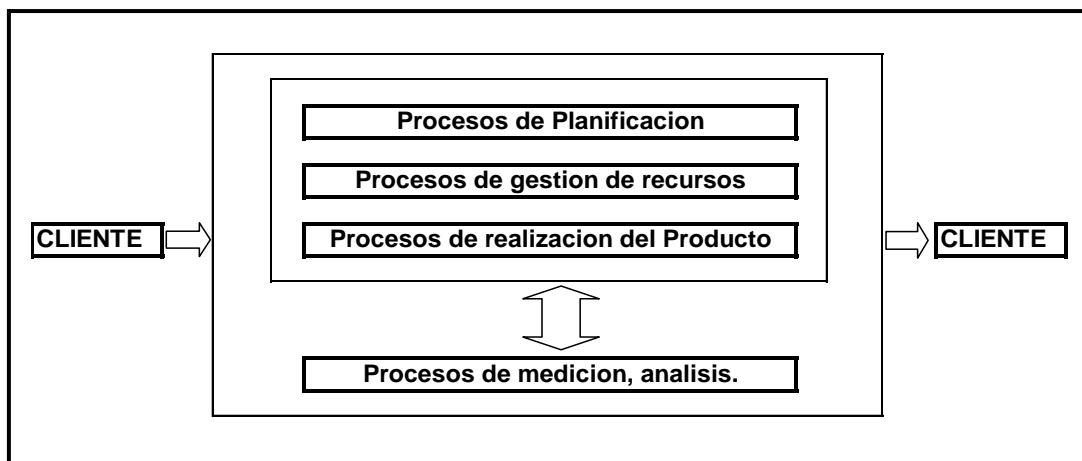 Procesos de Planificacion
Procesos de gestion de recursos
CLIENTE
Procesos de realizacion del Producto
CLIENTE
Procesos de medicion, analisis.